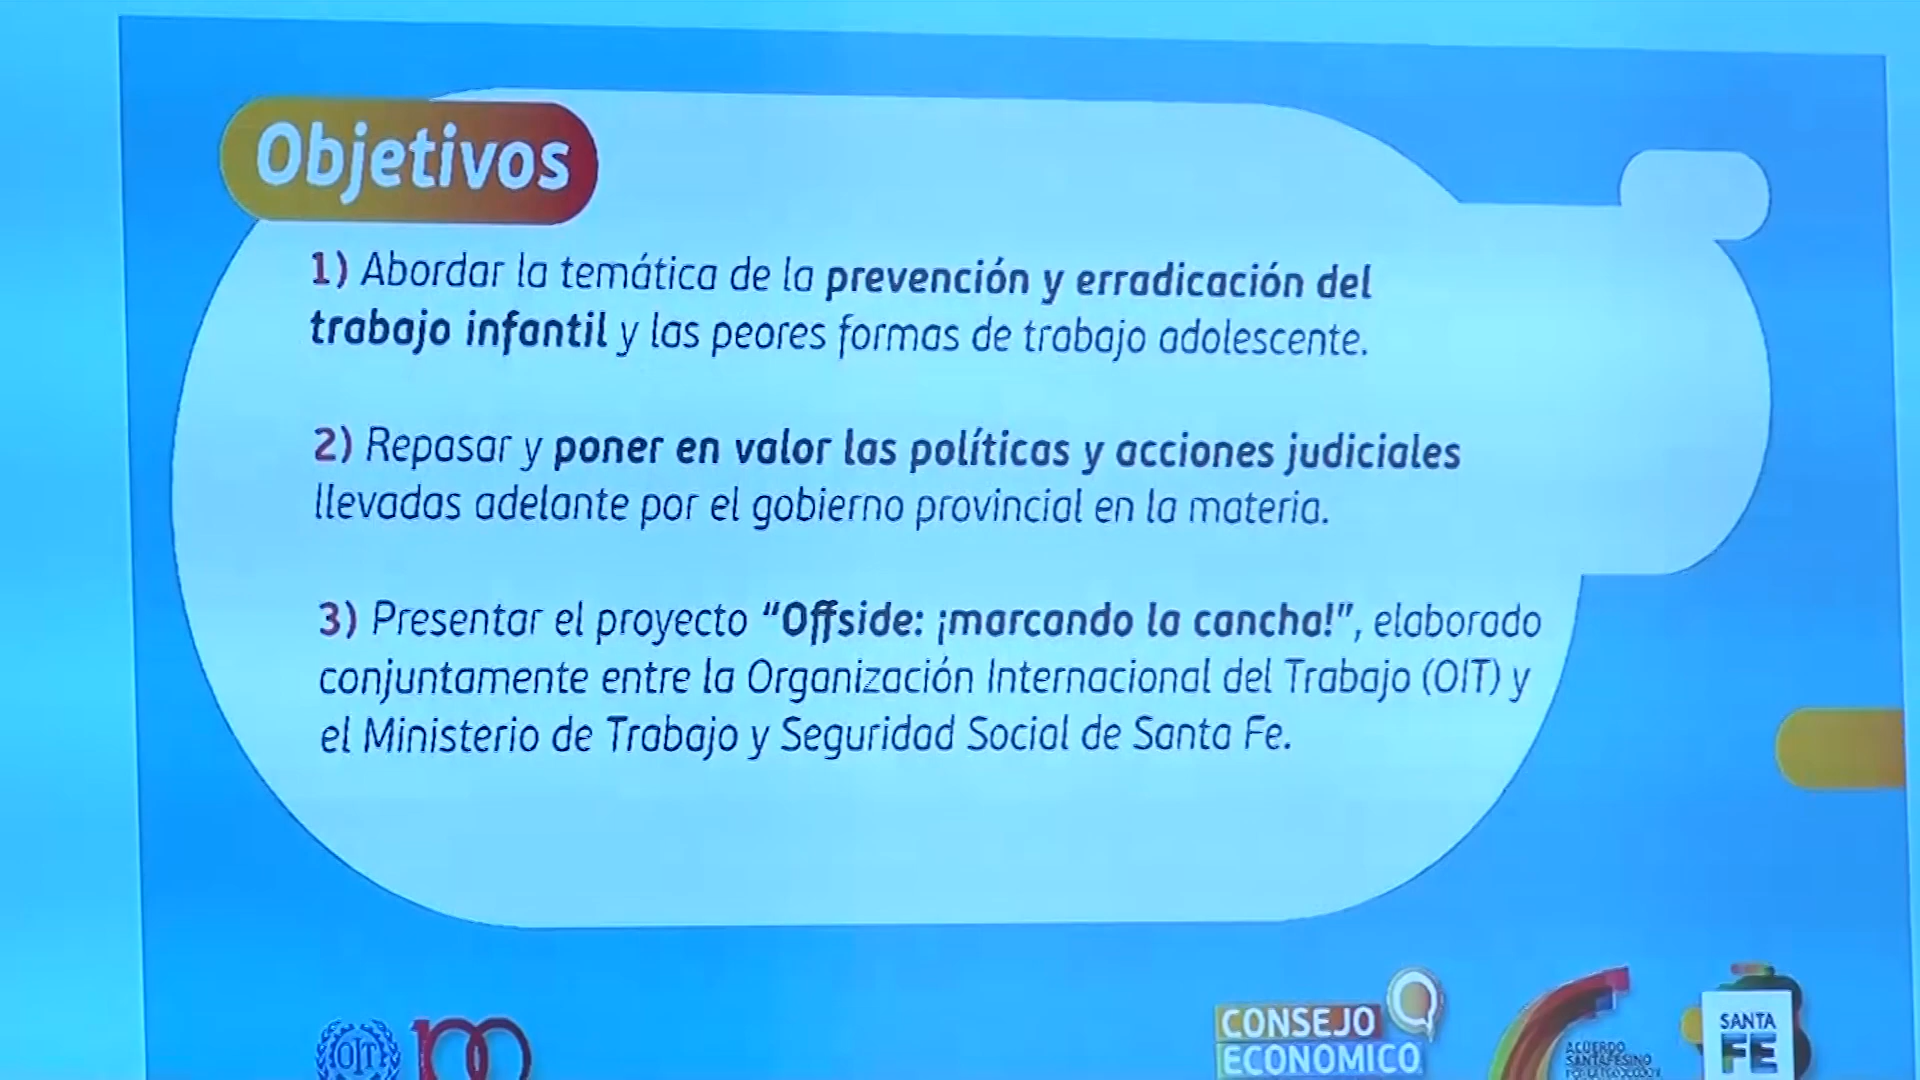 Objetivos
1) Abordar la temática de la prevención y erradicación del
trabajo infantil y las peores formas de trabajo adolescente.
2) Repasar y poner en valor las políticas y acciones judiciales
llevadas adelante por el gobierno provincial en la materia.
3) Presentar el proyecto “Offside: ¡marcando la cancha!”, elaborado
conjuntamente entre la Organización Internacional del Trabajo (OIT) y
el Ministerio de Trabajo y Seguridad Social de Santa Fe.
OIT 100
CONSEJO
ECONOMICO
ACUERDO
SANTAFESINO
SANTA
FE